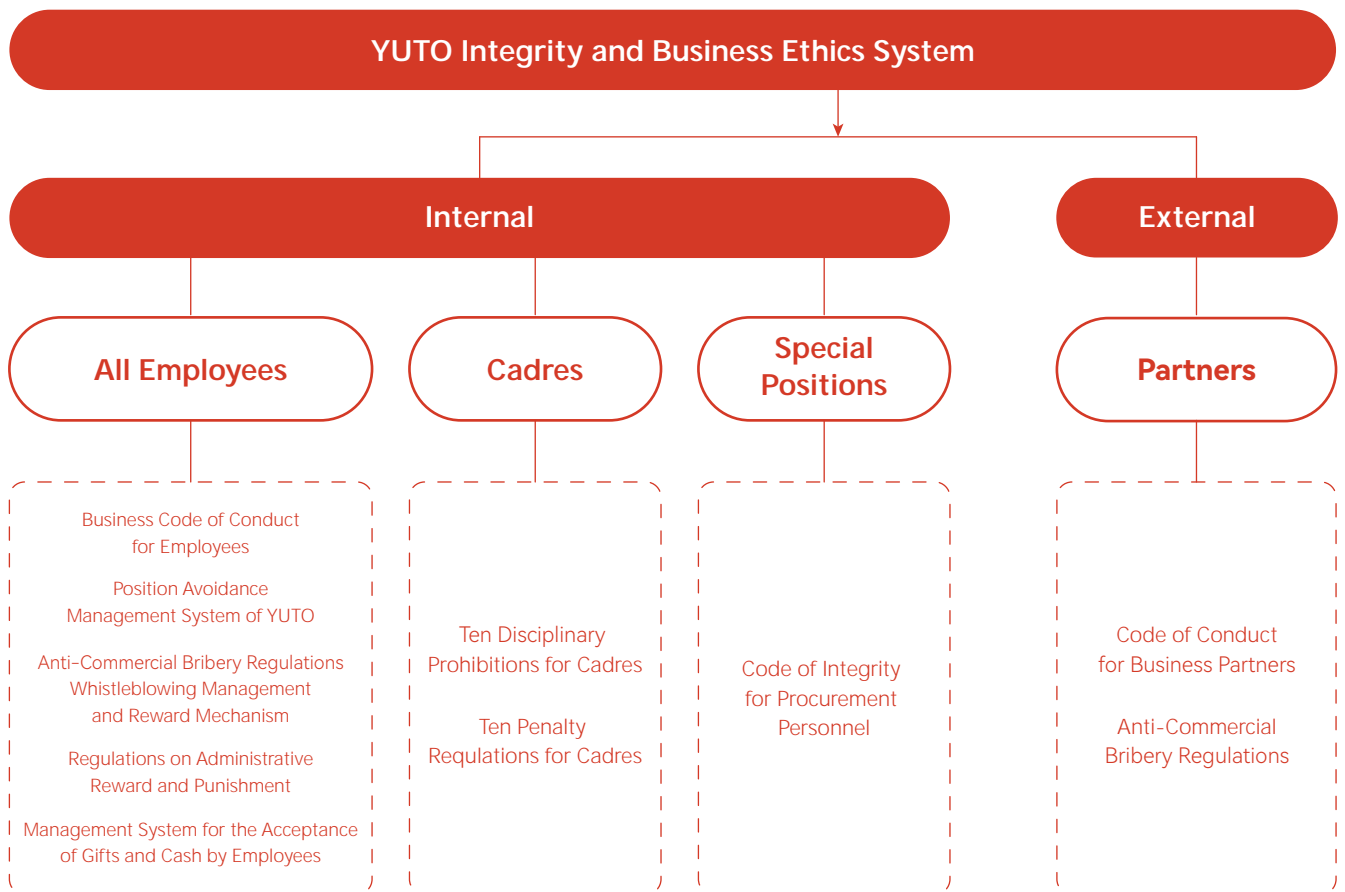 YUTO Integrity and Business Ethics System
Internal
External
All Employees
Cadres
Special
Positions
Partners
Business Code of Conduct
for Employees
Position Avoidance
Management System of YUTO
Anti-Commercial Bribery Regulations
Whistleblowing Management
and Reward Mechanism
Regulations on Administrative
Reward and Punishment
Management System for the Acceptance
of Gifts and Cash by Employees
Ten Disciplinary
Prohibitions for Cadres
Ten Penalty
Requlations for Cadres
Code of Integrity
for Procurement
Personnel
Code of Conduct
for Business Partners
Anti-Commercial
Bribery Regulations